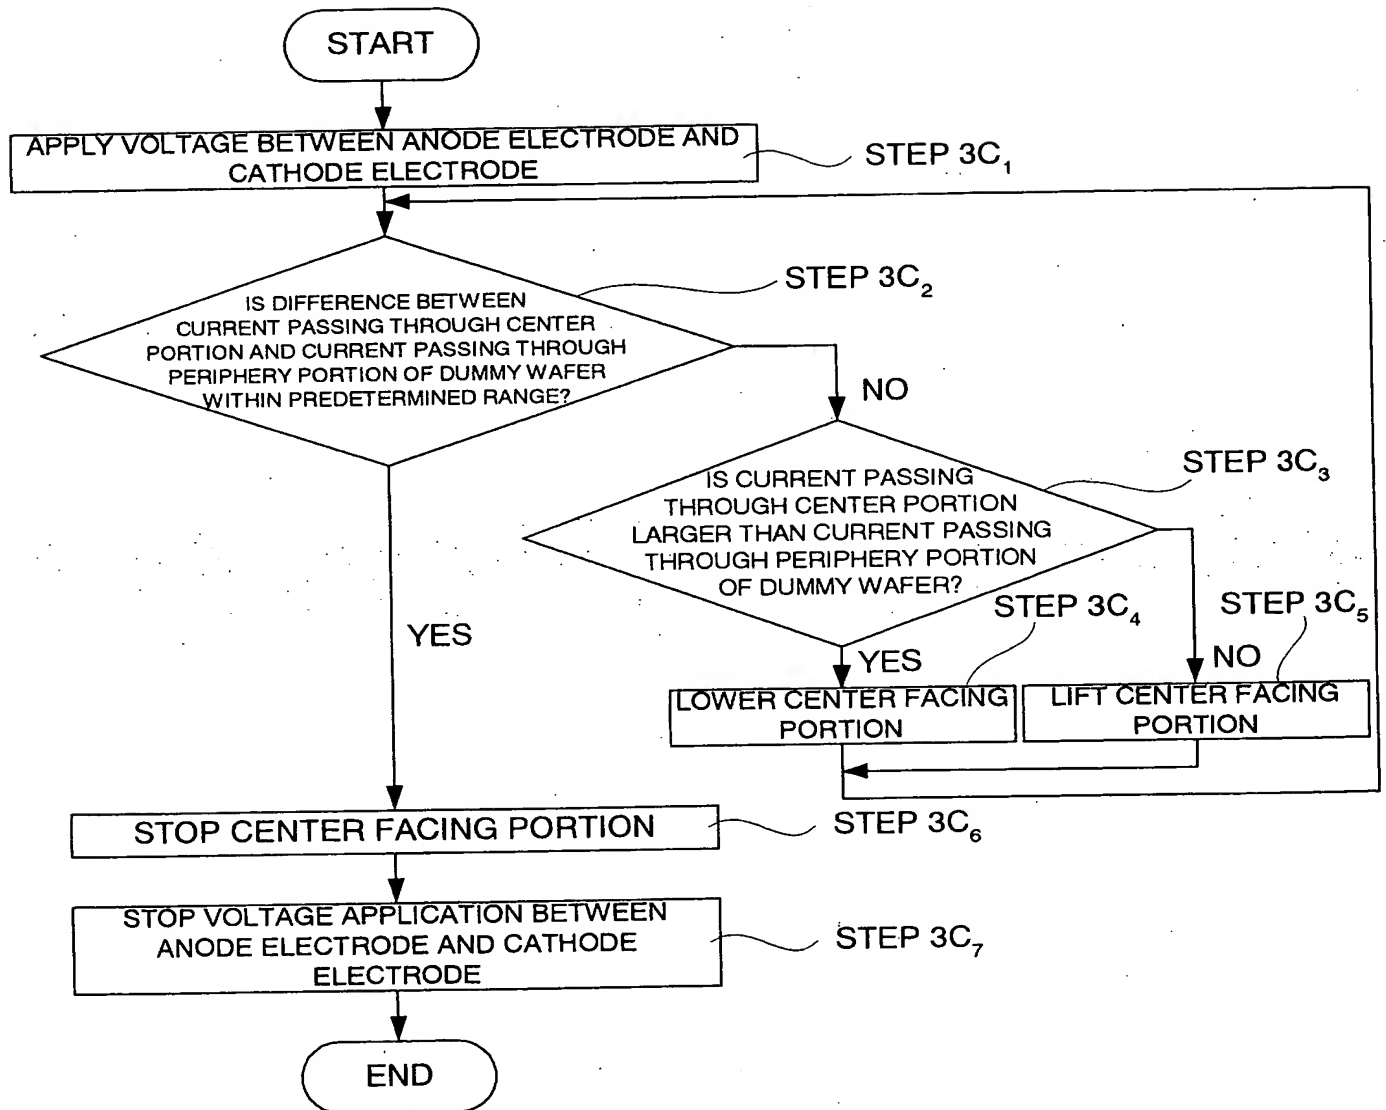 START
APPLY VOLTAGE BETWEEN ANODE ELECTRODE AND
CATHODE ELECTRODE
STEP 3C1
IS DIFFERENCE BETWEEN
CURRENT PASSING THROUGH CENTER
PORTION AND CURRENT PASSING THROUGH
PERIPHERY PORTION OF DUMMY WAFER
WITHIN PREDETERMINED RANGE?
STEP 3C2
NO
IS CURRENT PASSING
THROUGH CENTER PORTION
LARGER THAN CURRENT PASSING
THROUGH PERIPHERY PORTION
OF DUMMY WAFER?
STEP 3C3
YES
YES
STEP 3C4
NO
STEP 3C5
LOWER CENTER FACING
PORTION
LIFT CENTER FACING
PORTION
STOP CENTER FACING PORTION
STEP 3C6
STOP VOLTAGE APPLICATION BETWEEN
ANODE ELECTRODE AND CATHODE
ELECTRODE
STEP 3C7
END